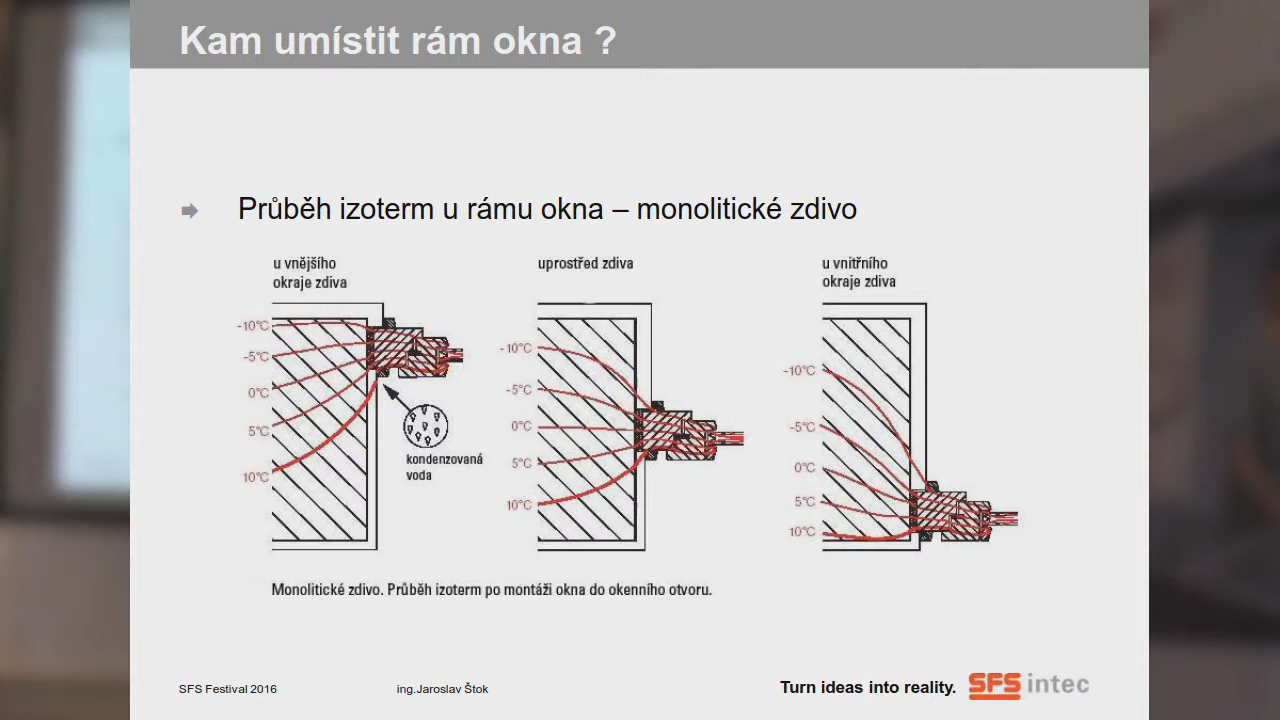 Kam umístit rám okna ?
Průběh izoterm u rámu okna – monolitické zdivo
u vnějšího
okraje zdiva
-10°C
-5°C
0°C
5°C
10°C
kondenzovaná
voda
uprostřed zdiva
-10°C
-5°C
0°C
5°C
10°C
u vnitřního
okraje zdiva
-10°C
-5°C
0°C
5°C
10°C
Monolitické zdivo. Průběh izoterm po montáži okna do okenního otvoru.
SFS Festival 2016
ing.Jaroslav Štok
Turn ideas into reality.
SFS intec